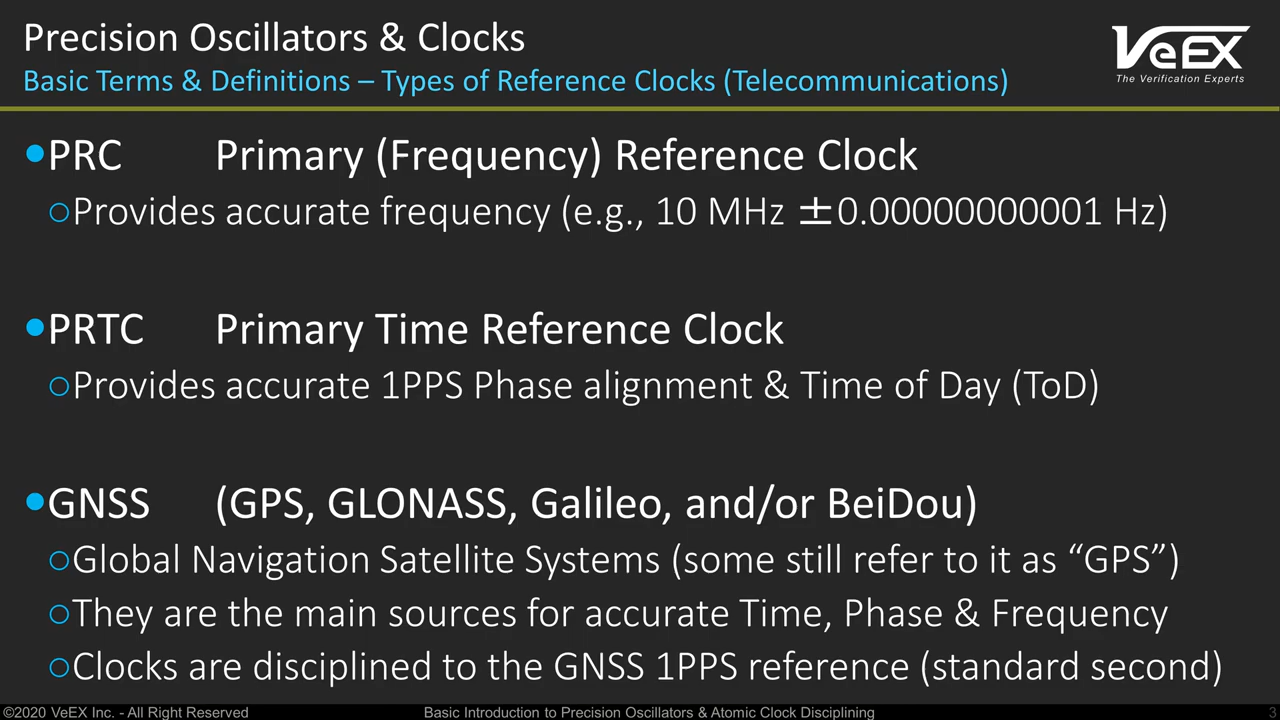 Precision Oscillators & Clocks
Basic Terms & Definitions – Types of Reference Clocks (Telecommunications)
VeEX
The Verification Experts
•PRC Primary (Frequency) Reference Clock
○Provides accurate frequency (e.g., 10 MHz ±0.00000000001 Hz)
•PRTC Primary Time Reference Clock
○Provides accurate 1PPS Phase alignment & Time of Day (ToD)
•GNSS (GPS, GLONASS, Galileo, and/or BeiDou)
○Global Navigation Satellite Systems (some still refer to it as “GPS”)
○They are the main sources for accurate Time, Phase & Frequency
○Clocks are disciplined to the GNSS 1PPS reference (standard second)
©2020 VeEX Inc. - All Right Reserved
Basic Introduction to Precision Oscillators & Atomic Clock Disciplining
3